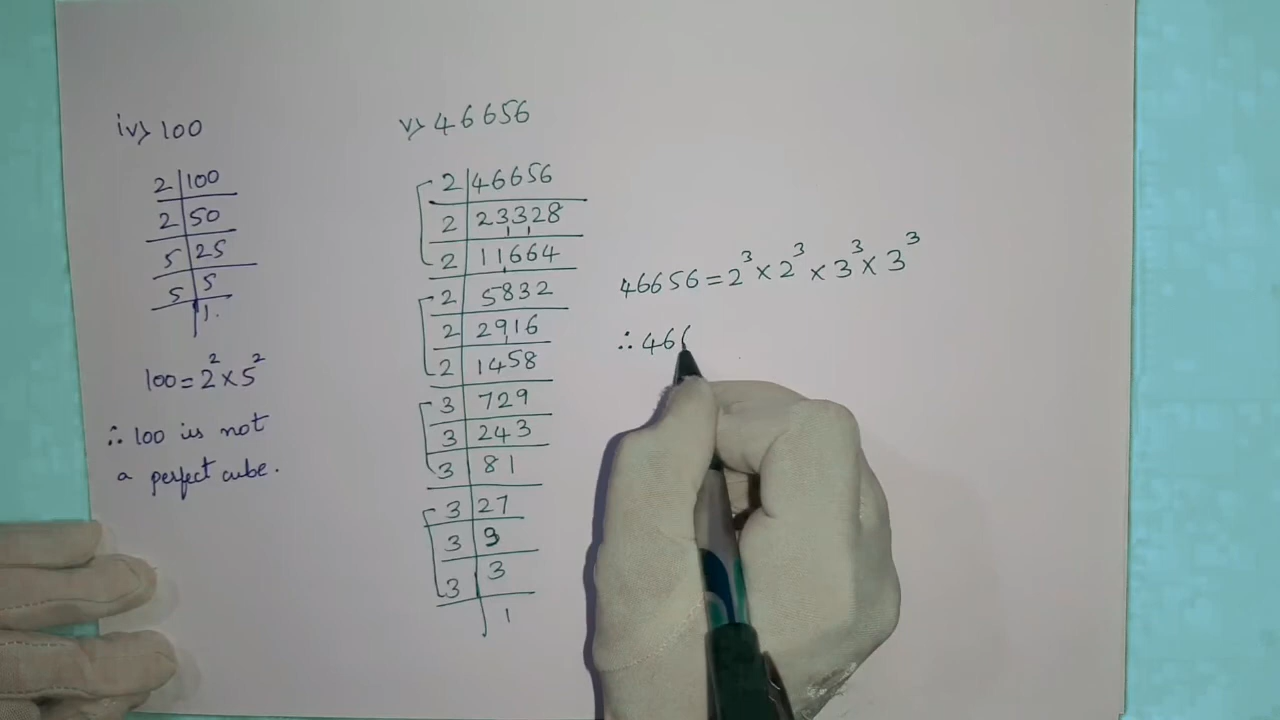 iv) 100
2 | 100
2 | 50
5 | 25
5 | 5
| 1.
100 = 2² × 5²
∴ 100 is not
a perfect cube.
v) 46656
2 | 46656
2 | 23328
2 | 11664
2 | 5832
2 | 2916
2 | 1458
3 | 729
3 | 243
3 | 81
3 | 27
3 | 9
3 | 3
| 1
46656 = 2³ × 2³ × 3³ × 3³
∴ 466